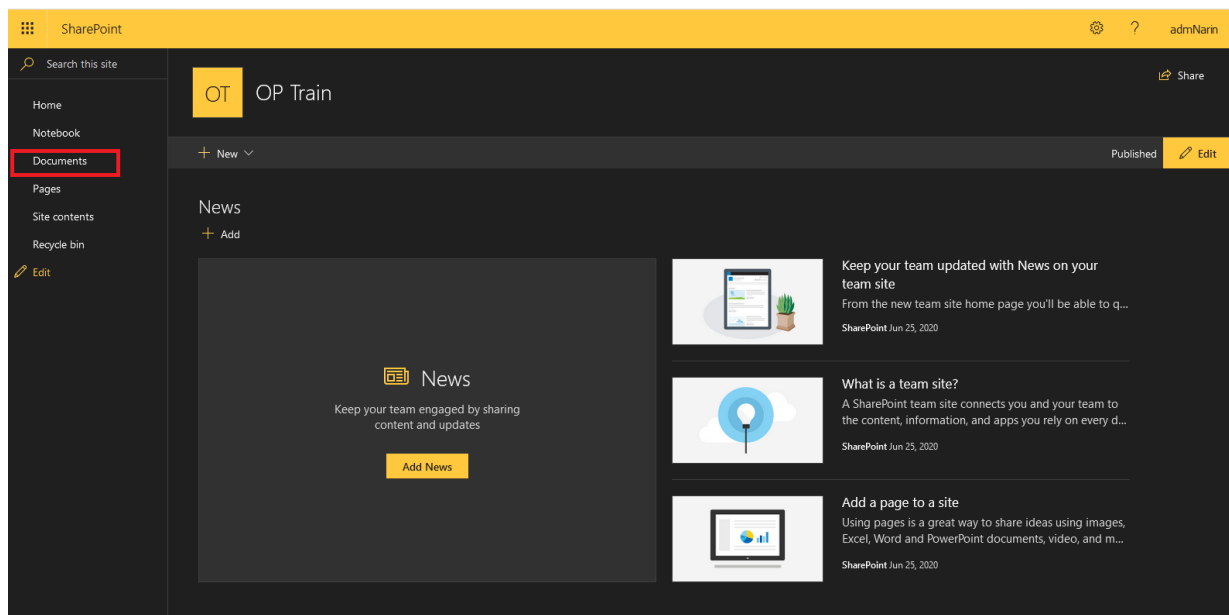 SharePoint
?
admNarin
Search this site
Home
Notebook
Documents
Pages
Site contents
Recycle bin
Edit
OT
OP Train
Share
+ New
Published
Edit
News
+ Add
News
Keep your team engaged by sharing
content and updates
Add News
Keep your team updated with News on your
team site
From the new team site home page you'll be able to q...
SharePoint Jun 25, 2020
What is a team site?
A SharePoint team site connects you and your team to
the content, information, and apps you rely on every d...
SharePoint Jun 25, 2020
Add a page to a site
Using pages is a great way to share ideas using images,
Excel, Word and PowerPoint documents, video, and m...
SharePoint Jun 25, 2020